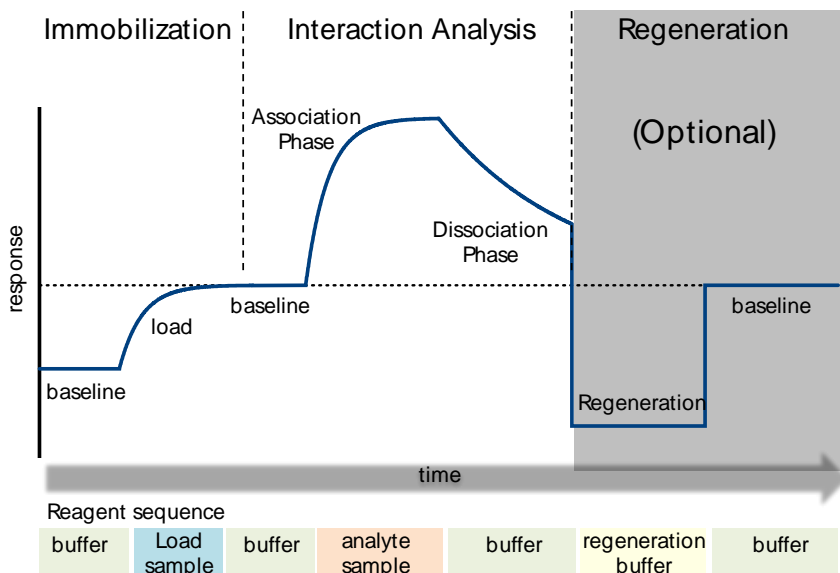 Immobilization
Interaction Analysis
Regeneration
Association
Phase
(Optional)
Dissociation
Phase
response
baseline
load
baseline
baseline
Regeneration
time
Reagent sequence
buffer
Load
sample
buffer
analyte
sample
buffer
regeneration
buffer
buffer